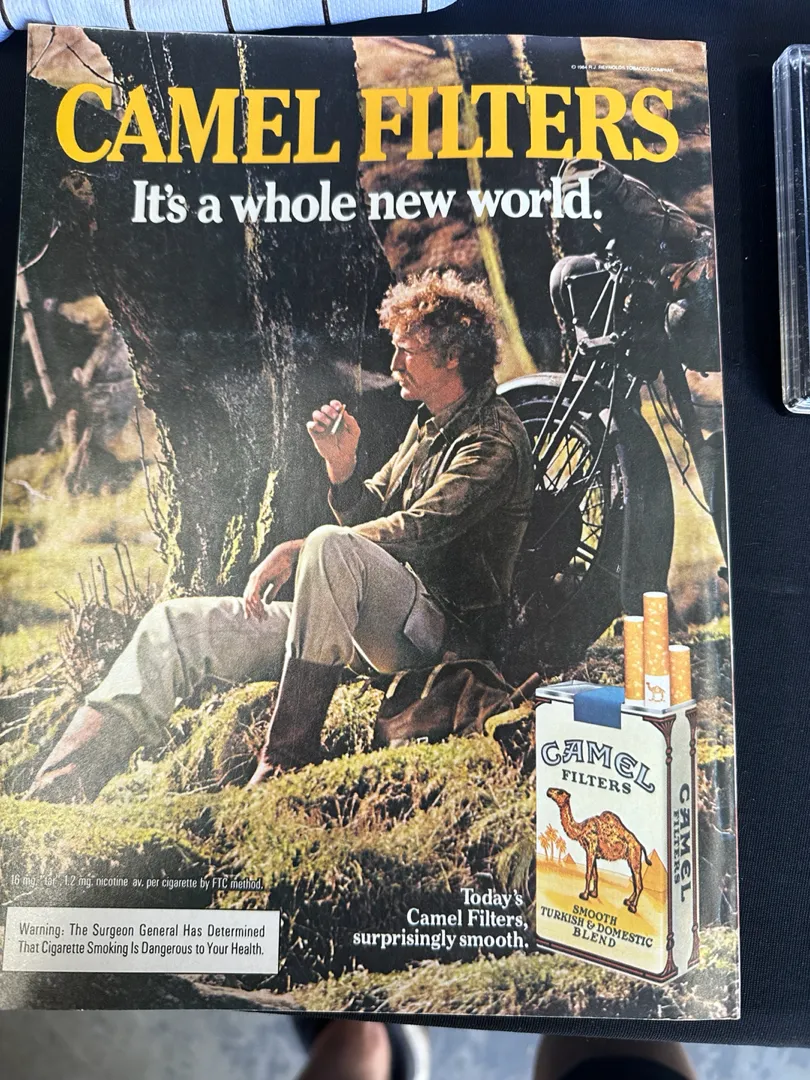 © 1984 R.J. REYNOLDS TOBACCO COMPANY
CAMEL FILTERS
It's a whole new world.
CAMEL
FILTERS
CAMEL
FILTERS
SMOOTH
TURKISH & DOMESTIC
BLEND
16 mg. "tar", 1.2 mg. nicotine av. per cigarette by FTC method.
Today's
Camel Filters,
surprisingly smooth.
Warning: The Surgeon General Has Determined
That Cigarette Smoking Is Dangerous to Your Health.